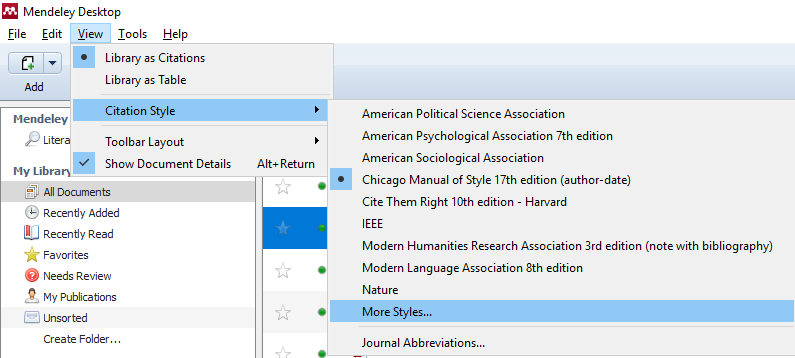 Mendeley Desktop
File Edit View Tools Help
Library as Citations
Library as Table
Citation Style
Toolbar Layout
Show Document Details Alt+Return
Add
Mendeley
Litera
My Library
All Documents
Recently Added
Recently Read
Favorites
Needs Review
My Publications
Unsorted
Create Folder...
American Political Science Association
American Psychological Association 7th edition
American Sociological Association
Chicago Manual of Style 17th edition (author-date)
Cite Them Right 10th edition - Harvard
IEEE
Modern Humanities Research Association 3rd edition (note with bibliography)
Modern Language Association 8th edition
Nature
More Styles...
Journal Abbreviations...